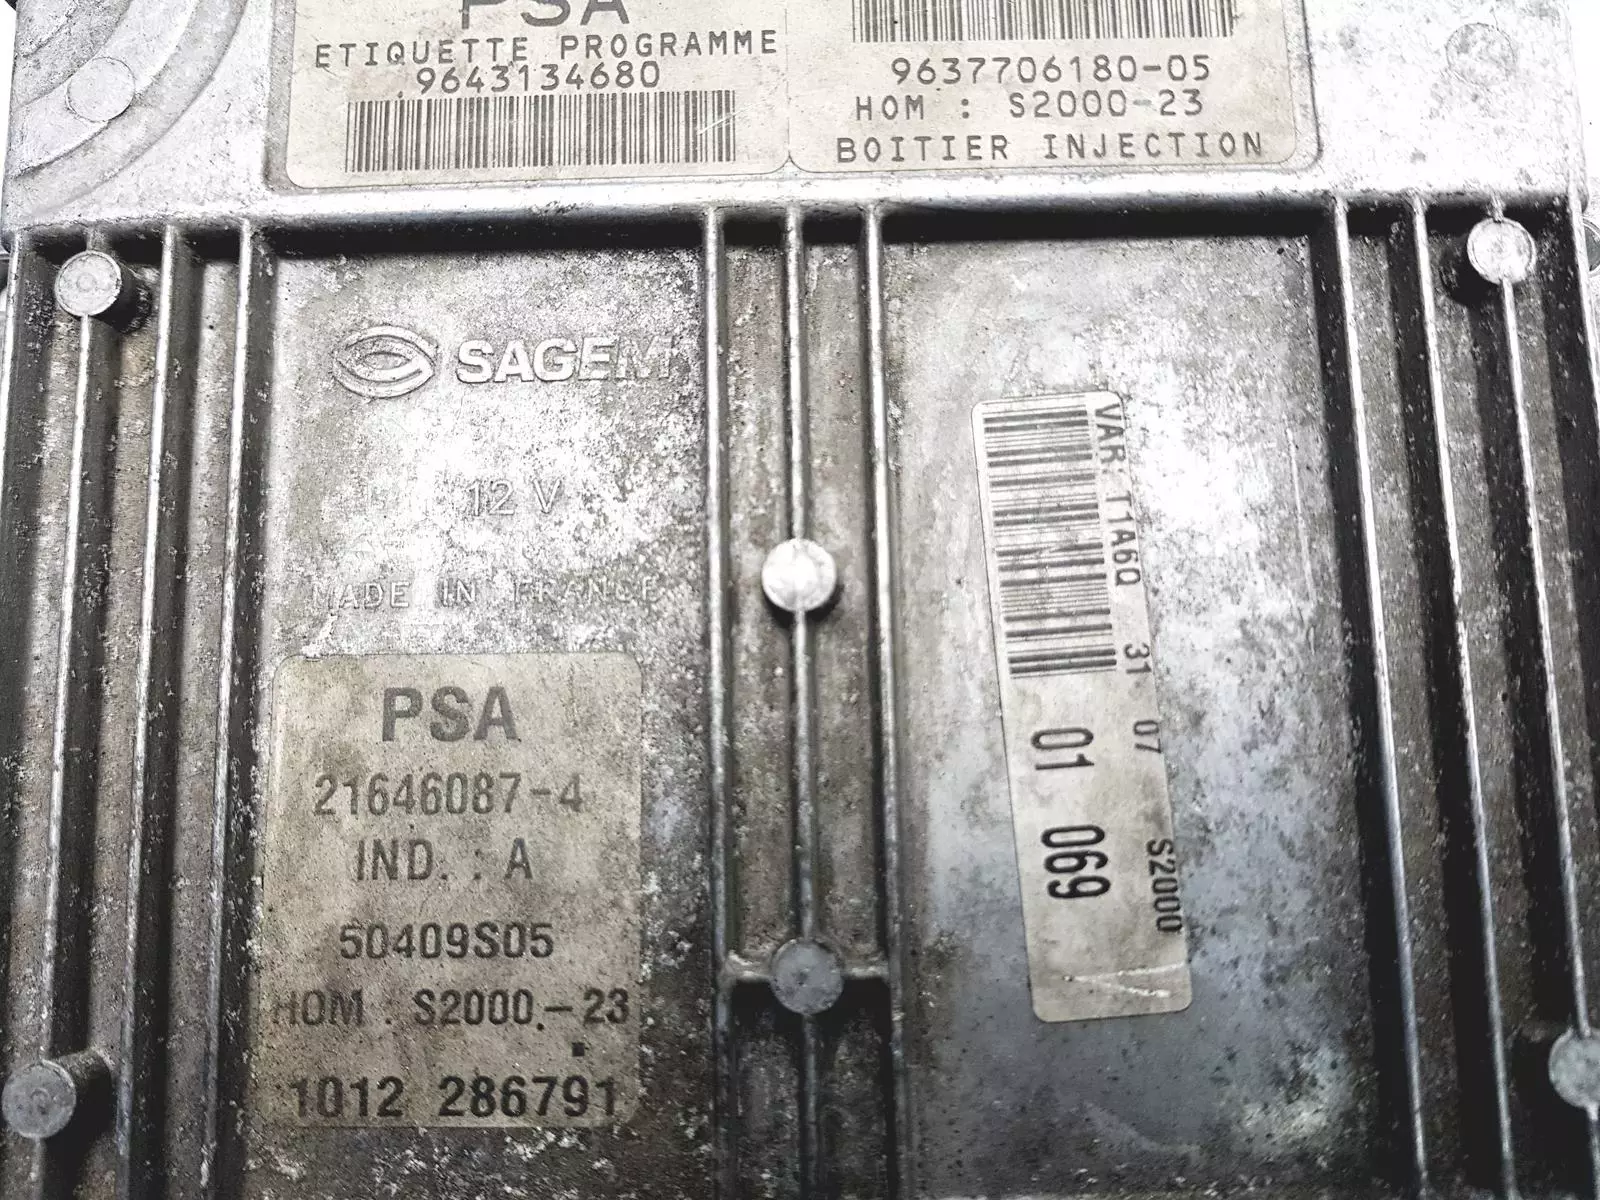 PSA
ETIQUETTE PROGRAMME
9643134680
9637706180-05
HOM : S2000-23
BOITIER INJECTION
SAGEM
12 V
MADE IN FRANCE
PSA
21646087-4
IND. : A
50409S05
HOM : S2000.-23
1012 286791
VAR: T1A6Q 31 07 S2000
01 069